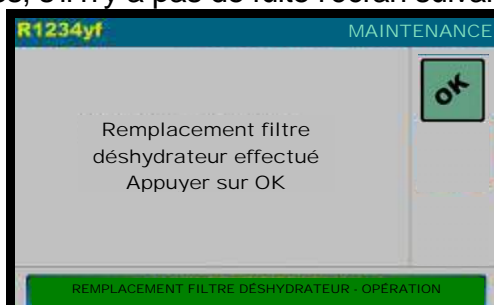 R1234yf MAINTENANCE
OK
Remplacement filtre
déshydrateur effectué
Appuyer sur OK
REMPLACEMENT FILTRE DÉSHYDRATEUR - OPÉRATION